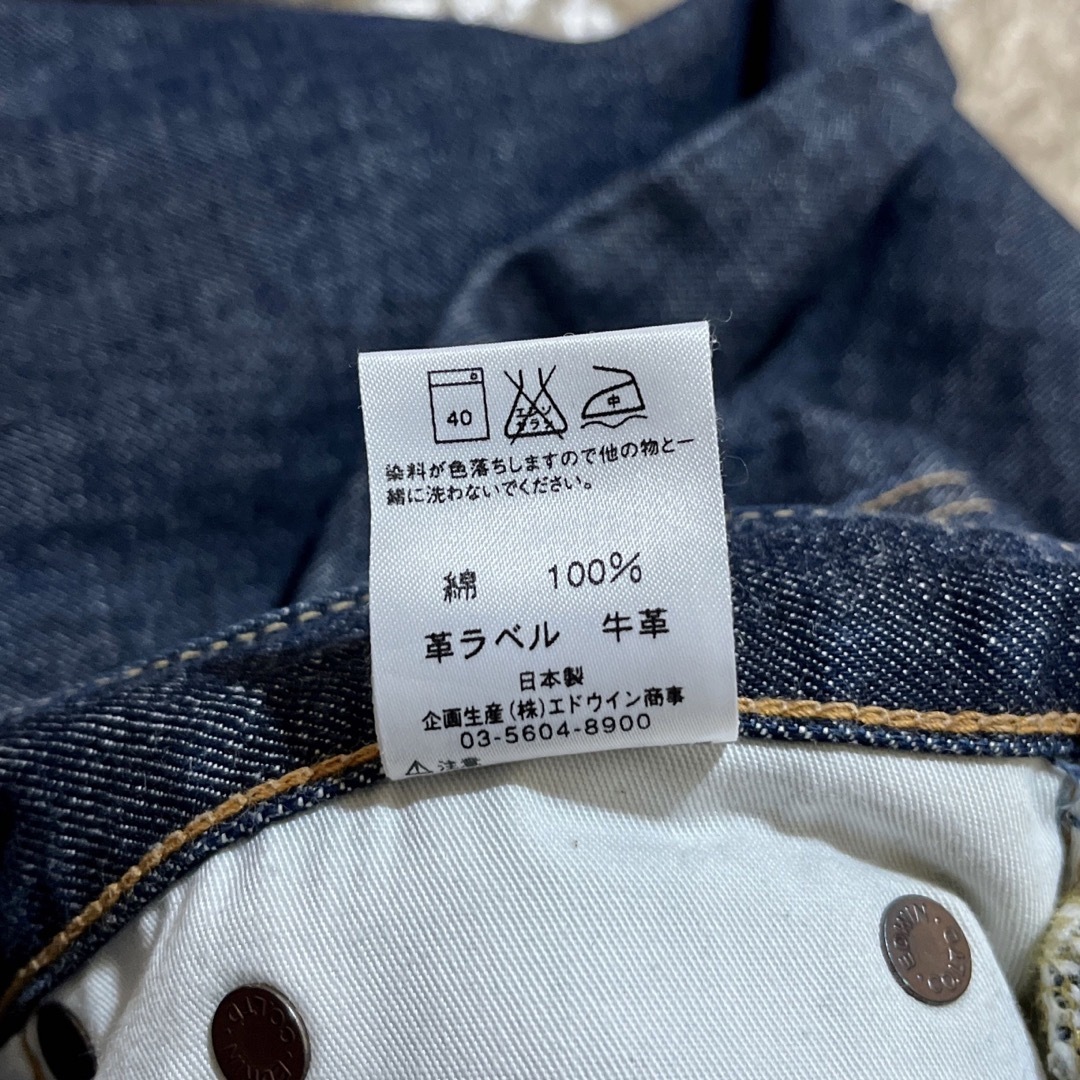 40 エンソ 中
サラシ
染料が色落ちしますので他の物と一
緒に洗わないでください。
綿 100%
革ラベル 牛革
日本製
企画生産(株)エドウイン商事
03-5604-8900
⚠注意
EDWIN